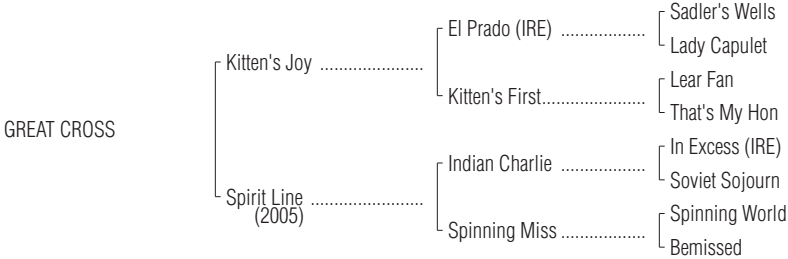 Sadler's Wells
El Prado (IRE) ..................
Lady Capulet
Kitten's Joy ......................
Lear Fan
Kitten's First......................
That's My Hon
GREAT CROSS
In Excess (IRE)
Indian Charlie ..................
Soviet Sojourn
Spirit Line ........................
(2005)
Spinning World
Spinning Miss ..................
Bemissed